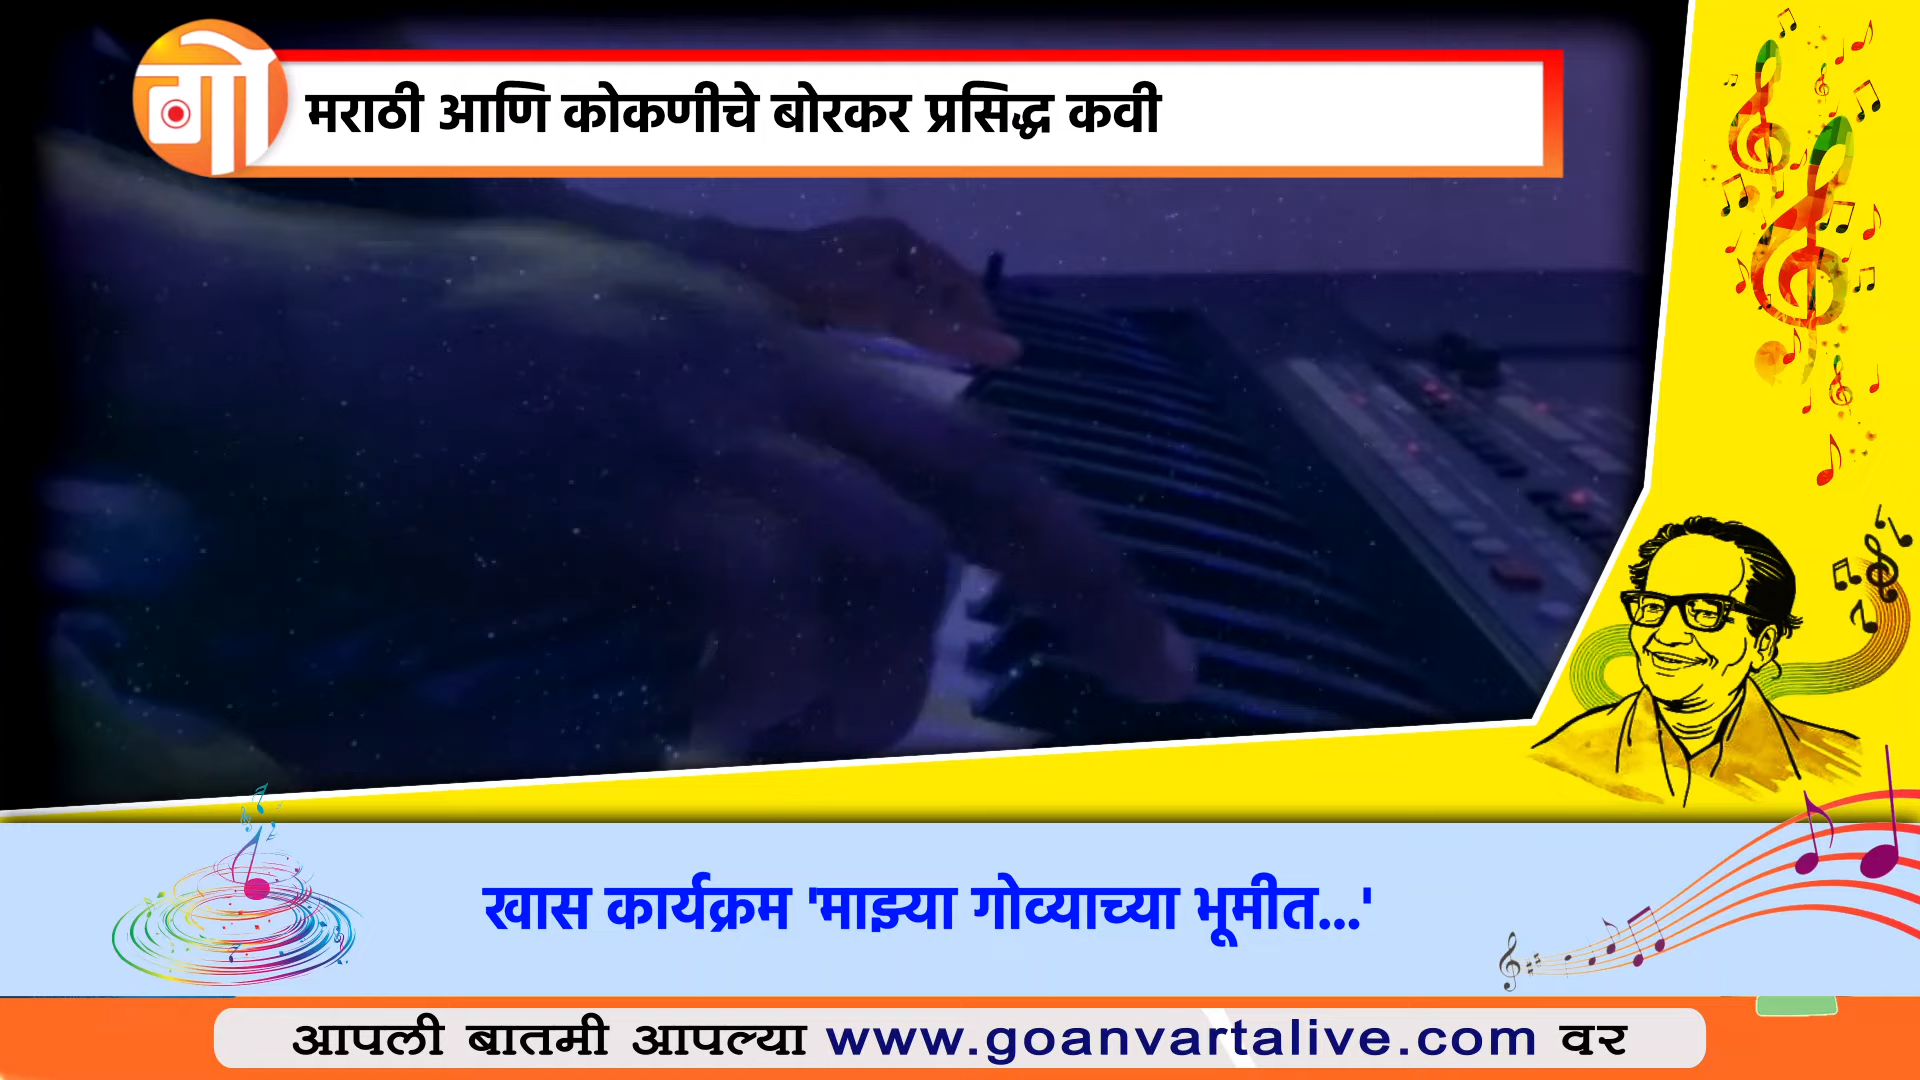 गो
मराठी आणि कोकणीचे बोरकर प्रसिद्ध कवी
खास कार्यक्रम 'माझ्या गोव्याच्या भूमीत...'
आपली बातमी आपल्या www.goanvartalive.com वर